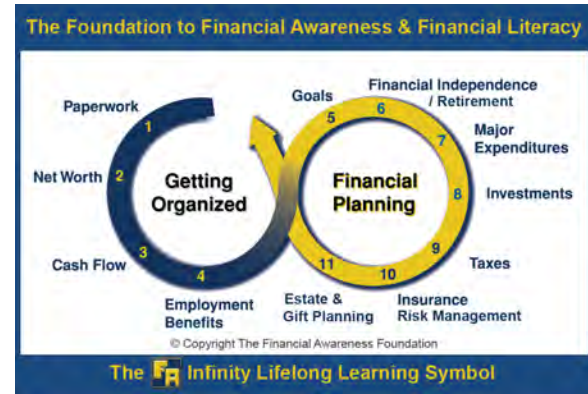 The Foundation to Financial Awareness & Financial Literacy
Paperwork
1
Net Worth
2
Cash Flow
3
4
Employment
Benefits
Getting
Organized
Goals
5
Financial Independence
/ Retirement
6
7
Major
Expenditures
8
Investments
9
Taxes
10
Insurance
Risk Management
11
Estate &
Gift Planning
Financial
Planning
© Copyright The Financial Awareness Foundation
The FA Infinity Lifelong Learning Symbol